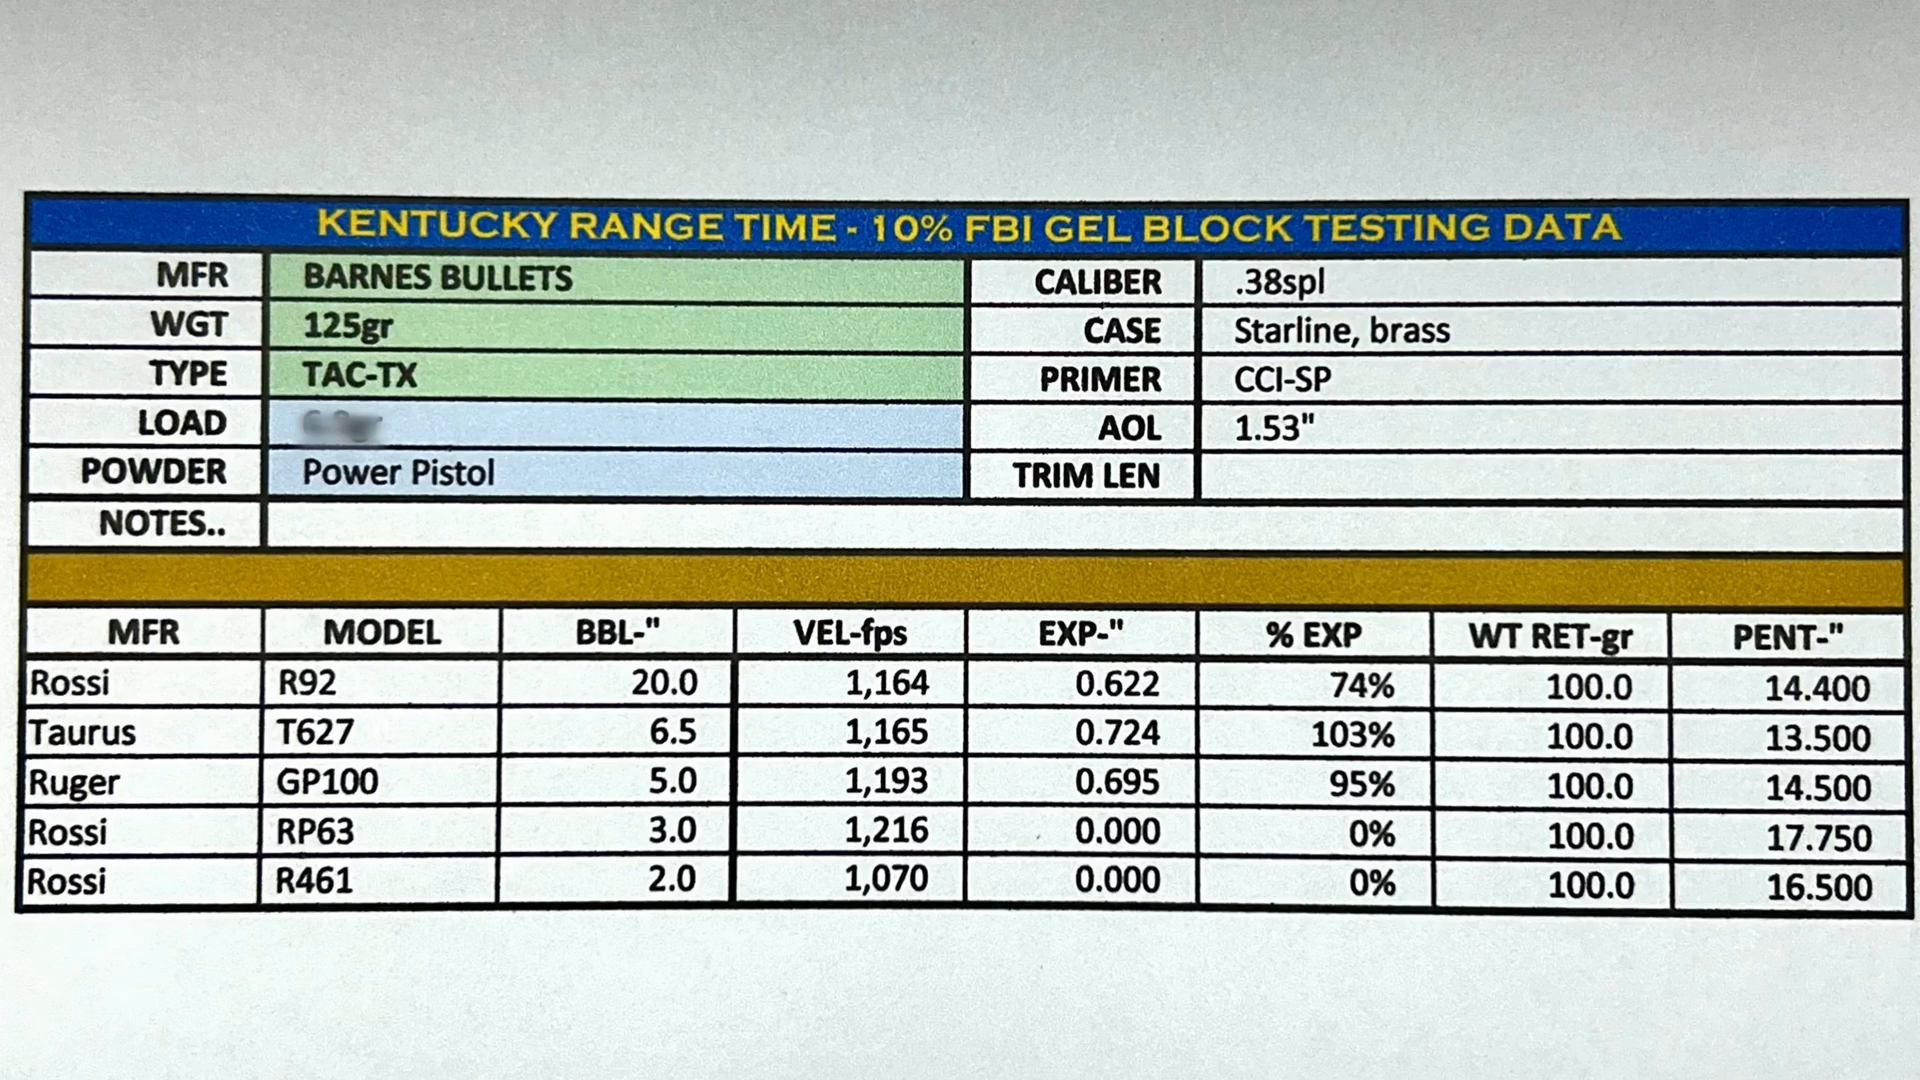 KENTUCKY RANGE TIME - 10% FBI GEL BLOCK TESTING DATA
MFR BARNES BULLETS CALIBER .38spl
WGT 125gr CASE Starline, brass
TYPE TAC-TX PRIMER CCI-SP
LOAD AOL 1.53"
POWDER Power Pistol TRIM LEN
NOTES..
MFR MODEL BBL-" VEL-fps EXP-" % EXP WT RET-gr PENT-"
Rossi R92 20.0 1,164 0.622 74% 100.0 14.400
Taurus T627 6.5 1,165 0.724 103% 100.0 13.500
Ruger GP100 5.0 1,193 0.695 95% 100.0 14.500
Rossi RP63 3.0 1,216 0.000 0% 100.0 17.750
Rossi R461 2.0 1,070 0.000 0% 100.0 16.500